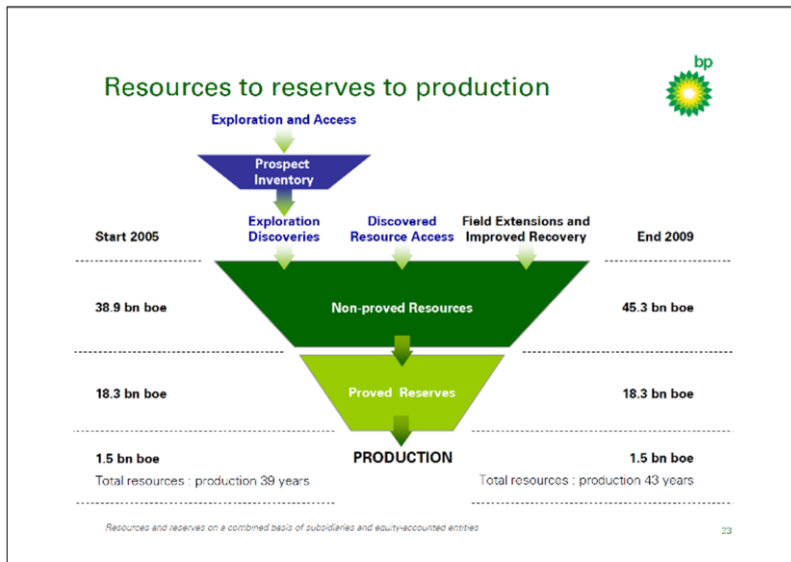 bp
Resources to reserves to production
Exploration and Access
Prospect
Inventory
Start 2005
Exploration
Discoveries
Discovered
Resource Access
Field Extensions and
Improved Recovery
End 2009
38.9 bn boe
Non-proved Resources
45.3 bn boe
18.3 bn boe
Proved Reserves
18.3 bn boe
1.5 bn boe
PRODUCTION
1.5 bn boe
Total resources : production 39 years
Total resources : production 43 years
Resources and reserves on a combined basis of subsidiaries and equity-accounted entities
23